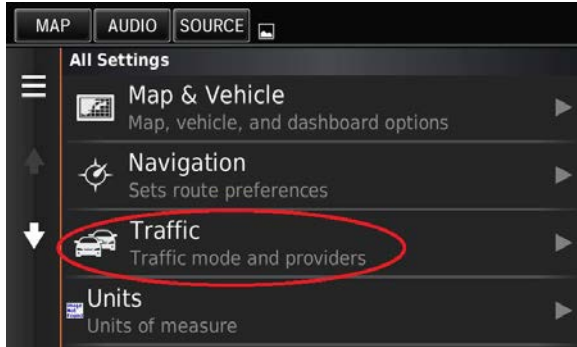 MAP AUDIO SOURCE
All Settings
Map & Vehicle
Map, vehicle, and dashboard options
Navigation
Sets route preferences
Traffic
Traffic mode and providers
Units
Units of measure